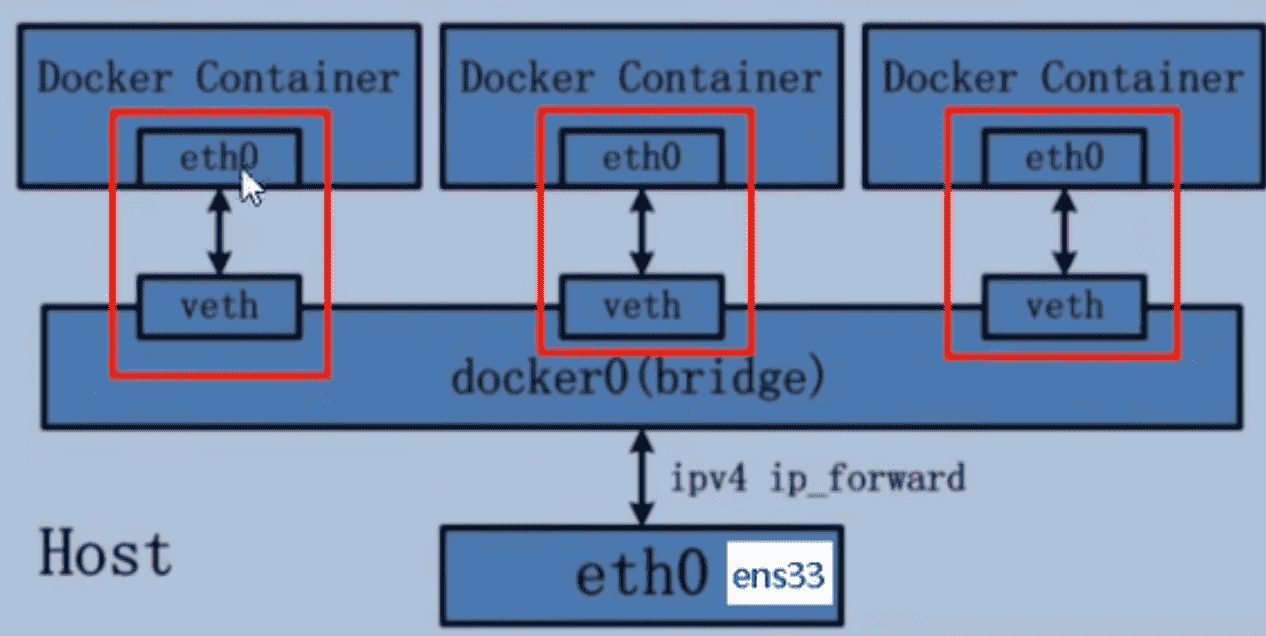 Docker Container Docker Container Docker Container
eth0 eth0 eth0
veth veth veth
docker0(bridge)
ipv4 ip_forward
Host
eth0 ens33